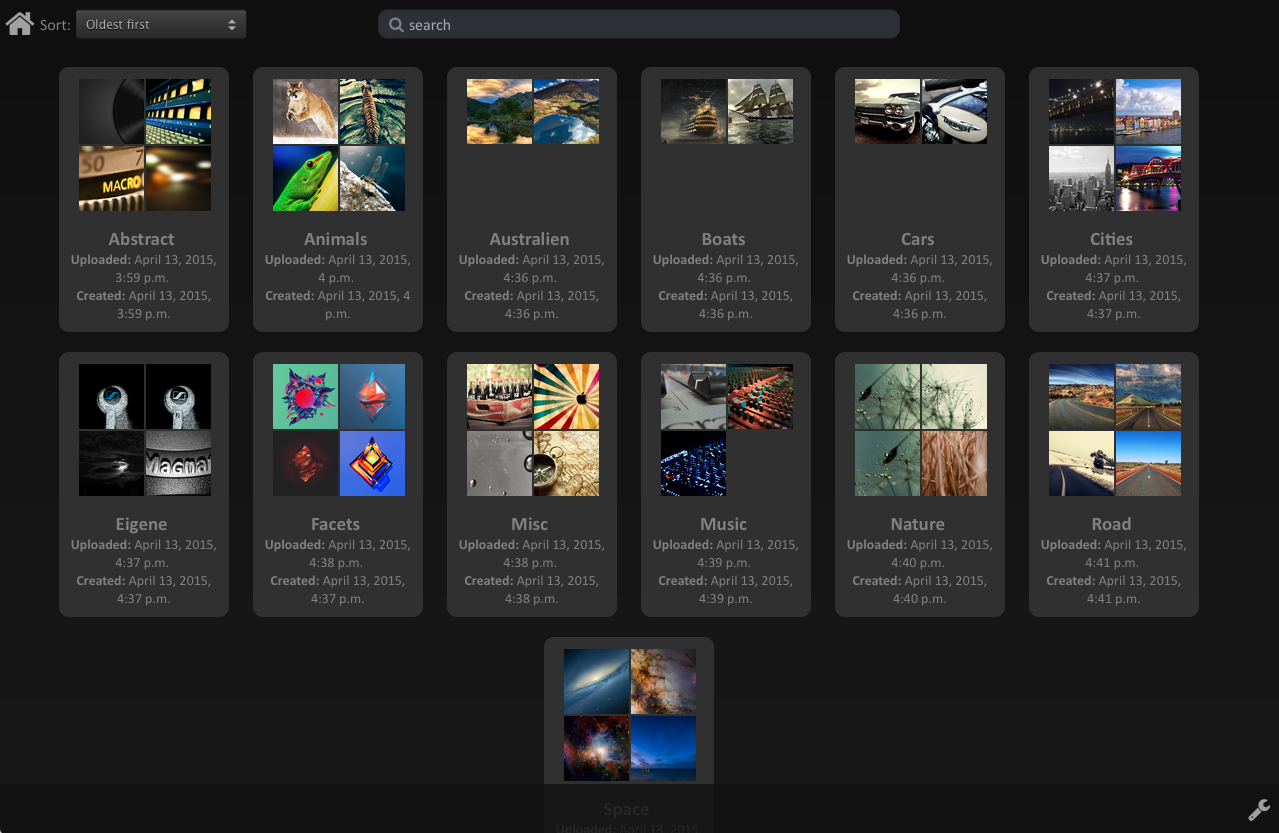 Sort: Oldest first search
50 7
MACRO
Abstract Animals Australien Boats Cars Cities
Uploaded: April 13, 2015, Uploaded: April 13, 2015, Uploaded: April 13, 2015, Uploaded: April 13, 2015, Uploaded: April 13, 2015, Uploaded: April 13, 2015,
3:59 p.m. 4 p.m. 4:36 p.m. 4:36 p.m. 4:36 p.m. 4:37 p.m.
Created: April 13, 2015, Created: April 13, 2015, 4 Created: April 13, 2015, Created: April 13, 2015, Created: April 13, 2015, Created: April 13, 2015,
3:59 p.m. p.m. 4:36 p.m. 4:36 p.m. 4:36 p.m. 4:37 p.m.
R
Magna
Eigene Facets Misc Music Nature Road
Uploaded: April 13, 2015, Uploaded: April 13, 2015, Uploaded: April 13, 2015, Uploaded: April 13, 2015, Uploaded: April 13, 2015, Uploaded: April 13, 2015,
4:37 p.m. 4:38 p.m. 4:38 p.m. 4:39 p.m. 4:40 p.m. 4:41 p.m.
Created: April 13, 2015, Created: April 13, 2015, Created: April 13, 2015, Created: April 13, 2015, Created: April 13, 2015, Created: April 13, 2015,
4:37 p.m. 4:37 p.m. 4:38 p.m. 4:39 p.m. 4:40 p.m. 4:41 p.m.
Space
Uploaded: April 13, 2015,